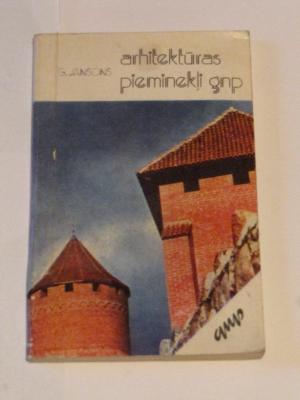 arhitektūras
G. JANSONS
pieminekļi gnp
gnp